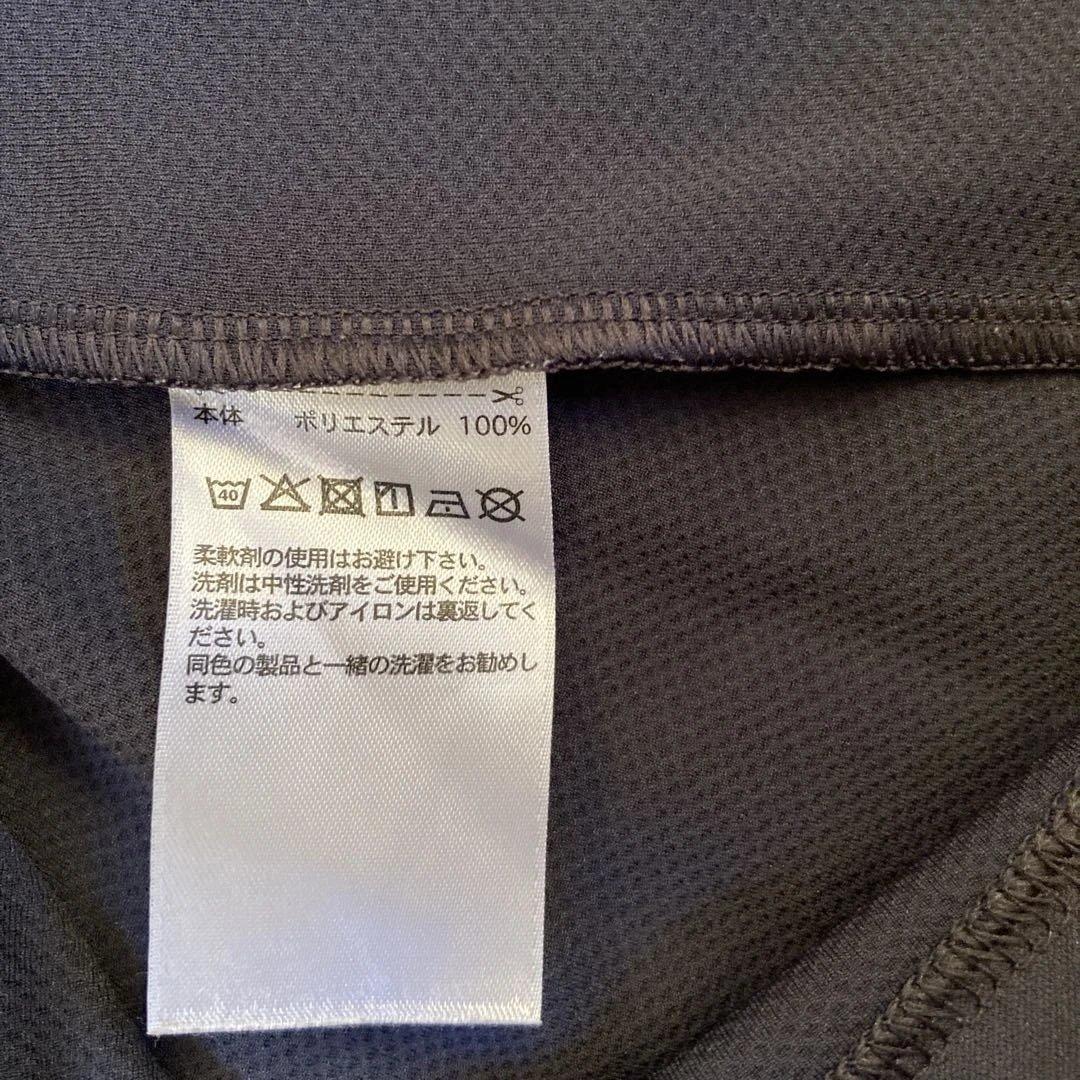 本体 ポリエステル 100%
40
柔軟剤の使用はお避け下さい。
洗剤は中性洗剤をご使用ください。
洗濯時およびアイロンは裏返してく
ださい。
同色の製品と一緒の洗濯をお勧めし
ます。